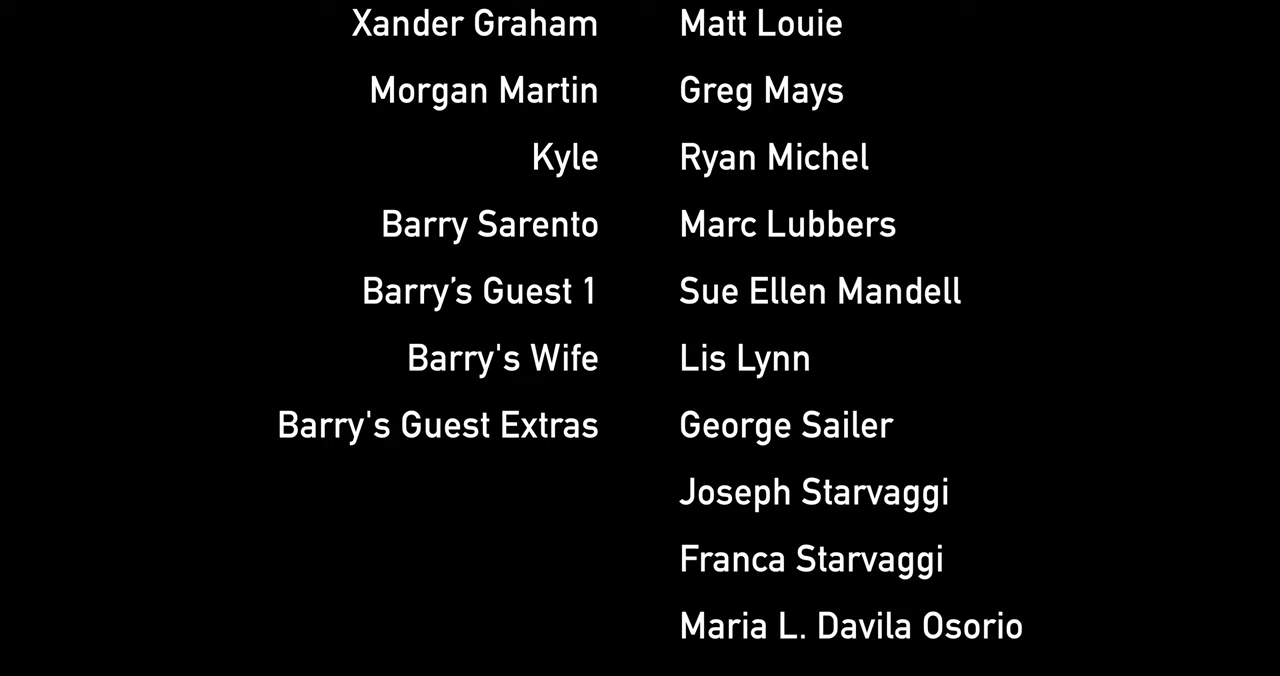 Xander Graham Matt Louie
Morgan Martin Greg Mays
Kyle Ryan Michel
Barry Sarento Marc Lubbers
Barry’s Guest 1 Sue Ellen Mandell
Barry's Wife Lis Lynn
Barry's Guest Extras George Sailer
Joseph Starvaggi
Franca Starvaggi
Maria L. Davila Osorio